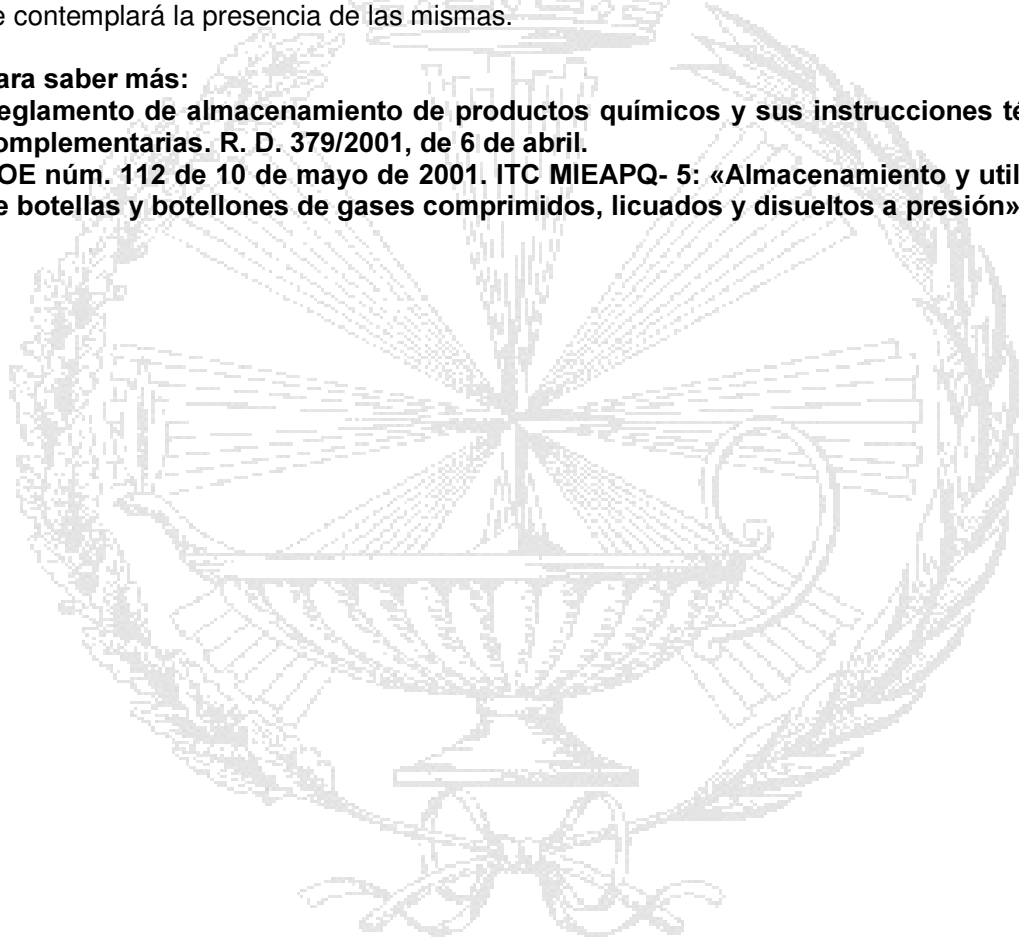 e contemplará la presencia de las mismas.
ara saber más:
eglamento de almacenamiento de productos químicos y sus instrucciones té
omplementarias. R. D. 379/2001, de 6 de abril.
OE núm. 112 de 10 de mayo de 2001. ITC MIEAPQ- 5: «Almacenamiento y util
e botellas y botellones de gases comprimidos, licuados y disueltos a presión»